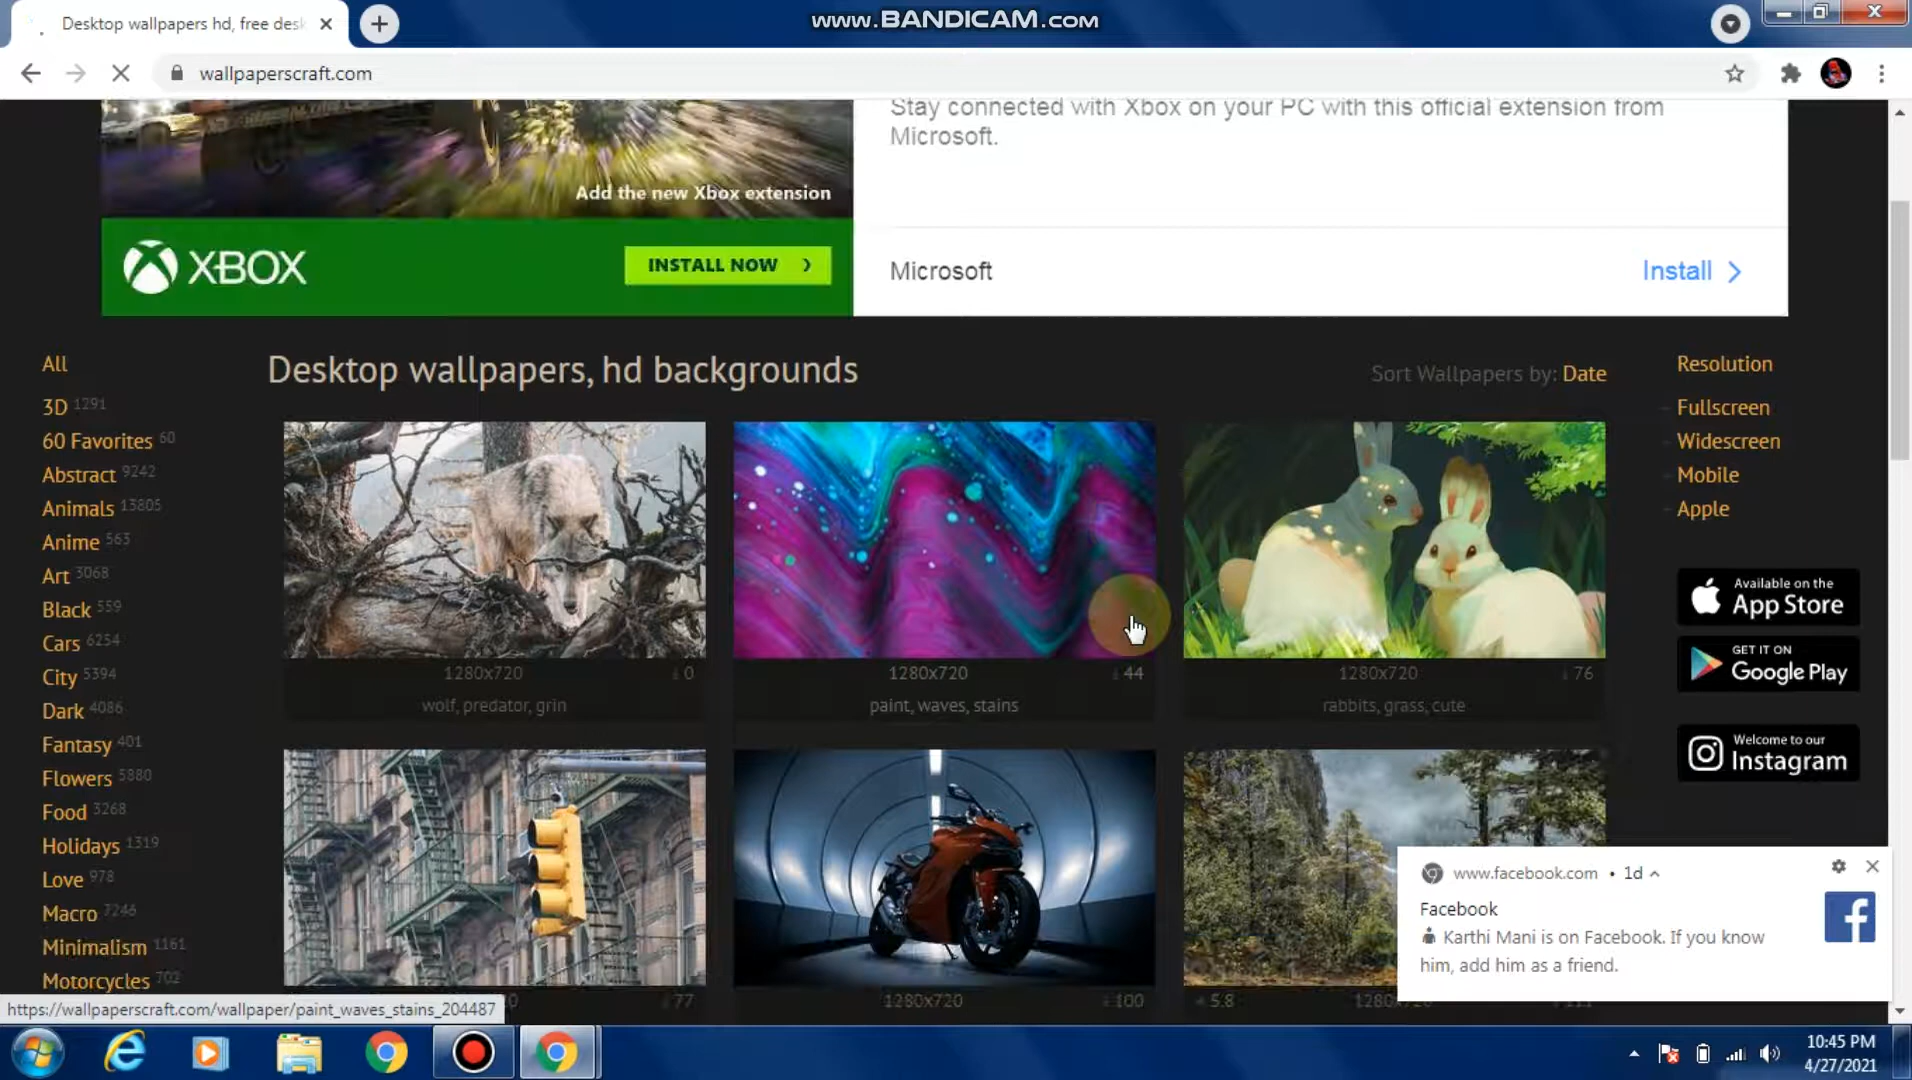 Desktop wallpapers hd, free desk
www.BANDICAM.com
wallpaperscraft.com
Stay connected with Xbox on your PC with this official extension from
Microsoft.
Add the new Xbox extension
XBOX
INSTALL NOW
Microsoft
Install
All
3D 1291
60 Favorites 60
Abstract 9242
Animals 13805
Anime 563
Art 3068
Black 559
Cars 6254
City 5394
Dark 4086
Fantasy 401
Flowers 5880
Food 3268
Holidays 1319
Love 978
Macro 7246
Minimalism 1161
Motorcycles 702
Desktop wallpapers, hd backgrounds
Sort Wallpapers by: Date
1280x720 0
wolf, predator, grin
1280x720 44
paint, waves, stains
1280x720 76
rabbits, grass, cute
77
1280x720 100
5.8
Resolution
Fullscreen
Widescreen
Mobile
Apple
Available on the
App Store
GET IT ON
Google Play
Welcome to our
Instagram
www.facebook.com • 1d
Facebook
Karthi Mani is on Facebook. If you know
him, add him as a friend.
https://wallpaperscraft.com/wallpaper/paint_waves_stains_204487
10:45 PM
4/27/2021